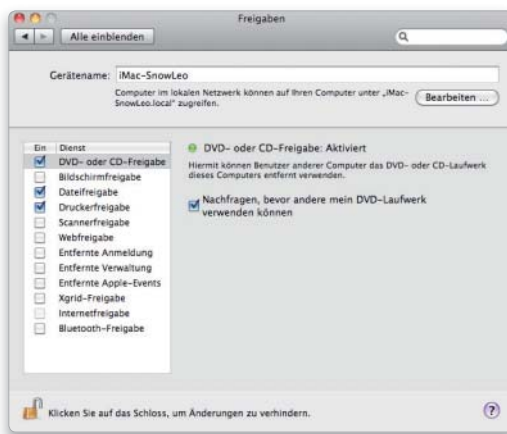 Freigaben
Alle einblenden
Gerätename: iMac-SnowLeo
Computer im lokalen Netzwerk können auf Ihren Computer unter „iMac-
SnowLeo.local" zugreifen.
Bearbeiten ...
Ein Dienst
DVD- oder CD-Freigabe
Bildschirmfreigabe
Dateifreigabe
Druckerfreigabe
Scannerfreigabe
Webfreigabe
Entfernte Anmeldung
Entfernte Verwaltung
Entfernte Apple-Events
Xgrid-Freigabe
Internetfreigabe
Bluetooth-Freigabe
DVD- oder CD-Freigabe: Aktiviert
Hiermit können Benutzer anderer Computer das DVD- oder CD-Laufwerk
dieses Computers entfernt verwenden.
Nachfragen, bevor andere mein DVD-Laufwerk
verwenden können
Klicken Sie auf das Schloss, um Änderungen zu verhindern.
?